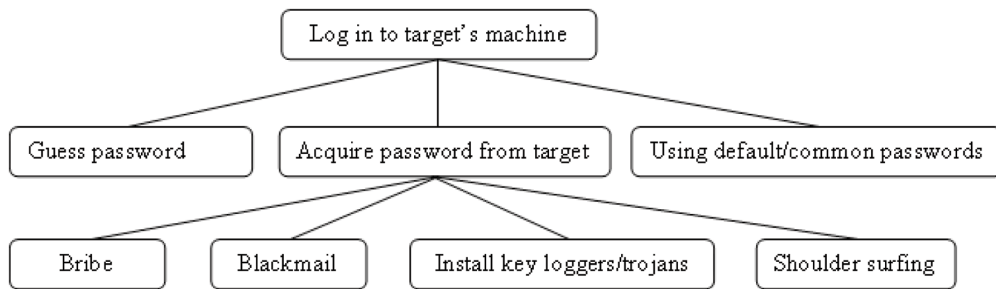 Log in to target's machine
Guess password
Acquire password from target
Using default/common passwords
Bribe
Blackmail
Install key loggers/trojans
Shoulder surfing